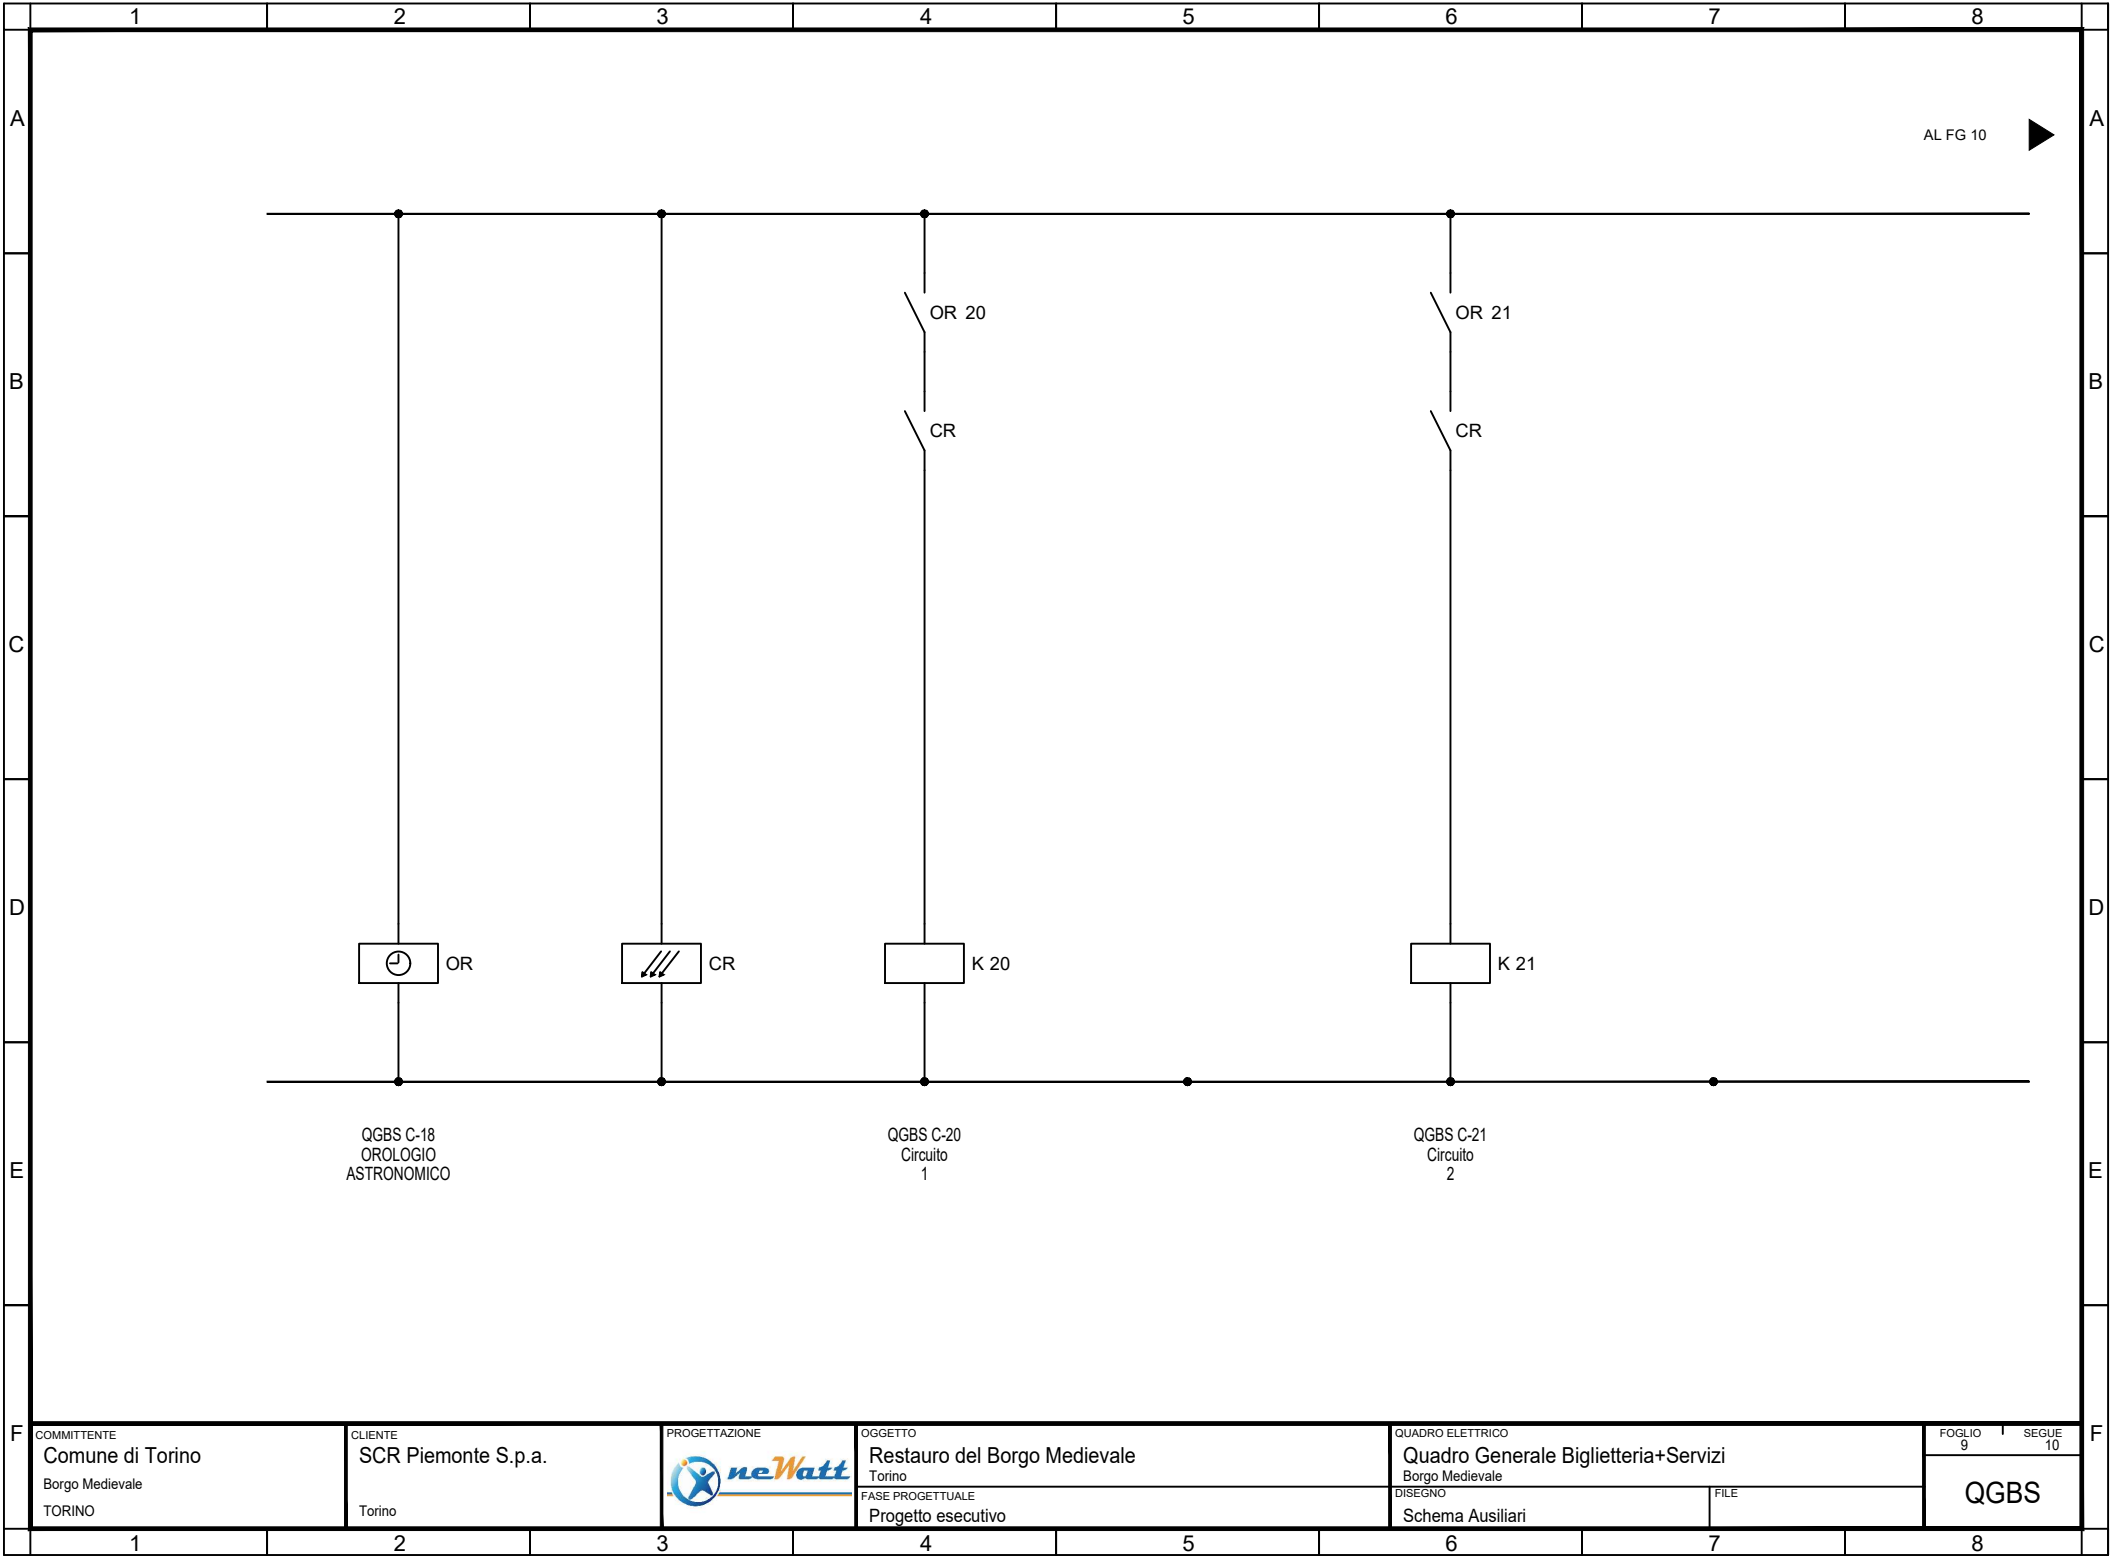 1 2 3 4 5 6 7 8
A A
AL FG 10
OR 20 OR 21
B B
CR CR
C C
D D
OR CR K 20 K 21
QGBS C-18
OROLOGIO
ASTRONOMICO
QGBS C-20
Circuito
1
QGBS C-21
Circuito
2
E E
F F
COMMITTENTE
Comune di Torino
Borgo Medievale
TORINO
CLIENTE
SCR Piemonte S.p.a.
Torino
PROGETTAZIONE
neWatt
OGGETTO
Restauro del Borgo Medievale
Torino
FASE PROGETTUALE
Progetto esecutivo
QUADRO ELETTRICO
Quadro Generale Biglietteria+Servizi
Borgo Medievale
DISEGNO
Schema Ausiliari
FILE
FOGLIO SEGUE
9 10
QGBS
1 2 3 4 5 6 7 8